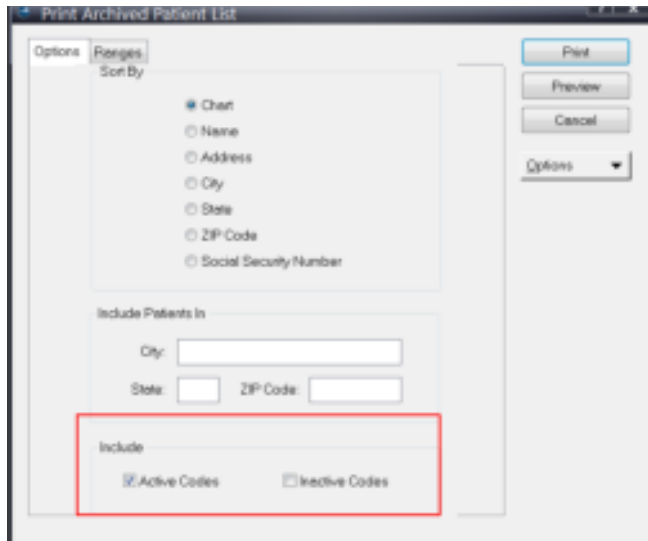 Print Archived Patient List
Options Ranges
Sort By
Chart
Name
Address
City
State
ZIP Code
Social Security Number
Include Patients In
City:
State: ZIP Code:
Include
Active Codes Inactive Codes
Print
Preview
Cancel
Options